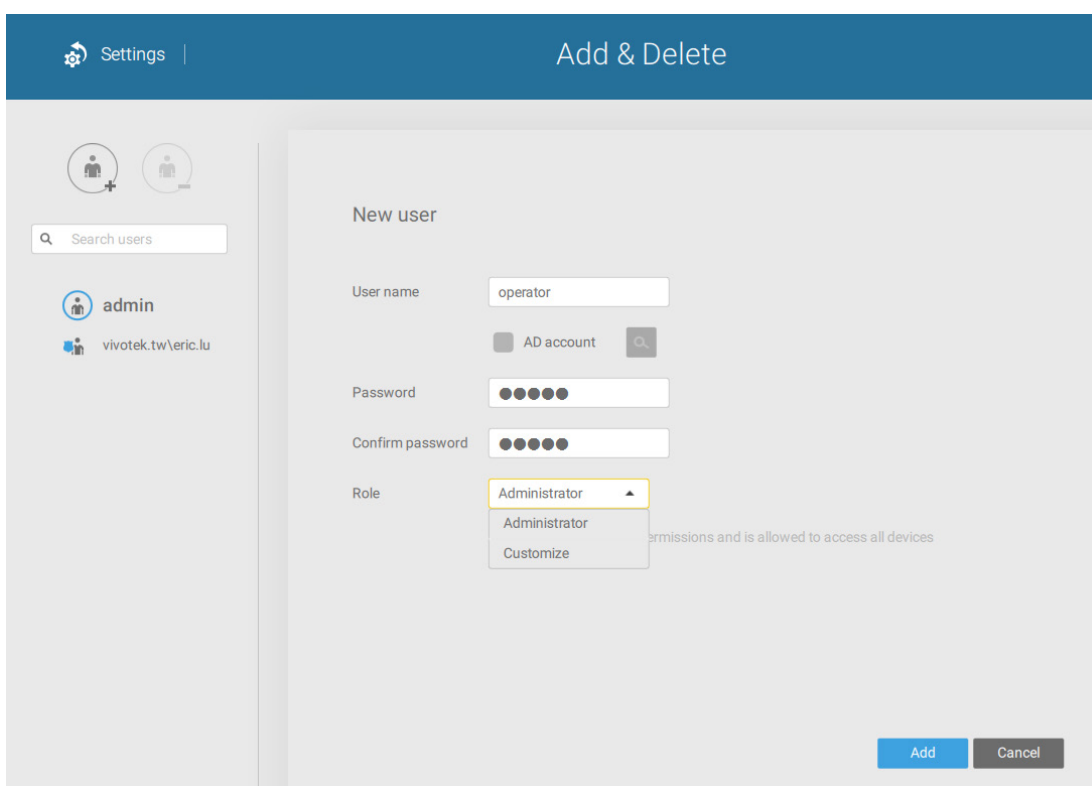 Settings
Add & Delete
Search users
admin
vivotek.tw\eric.lu
New user
User name
operator
AD account
Password
●●●●●
Confirm password
●●●●●
Role
Administrator
Administrator
Customize
ermissions and is allowed to access all devices
Add
Cancel